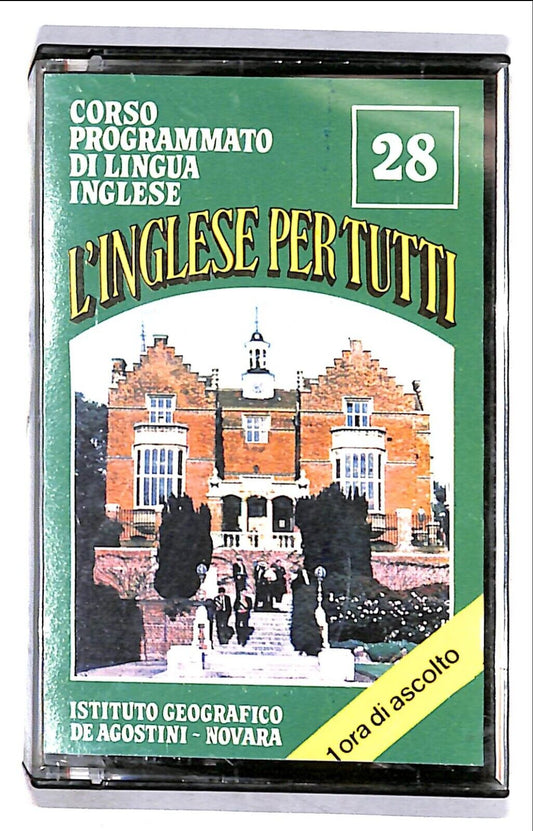 CORSO
PROGRAMMATO
DI LINGUA
INGLESE
28
L'INGLESE PER TUTTI
ISTITUTO GEOGRAFICO
DE AGOSTINI ~ NOVARA
1 ora di ascolto